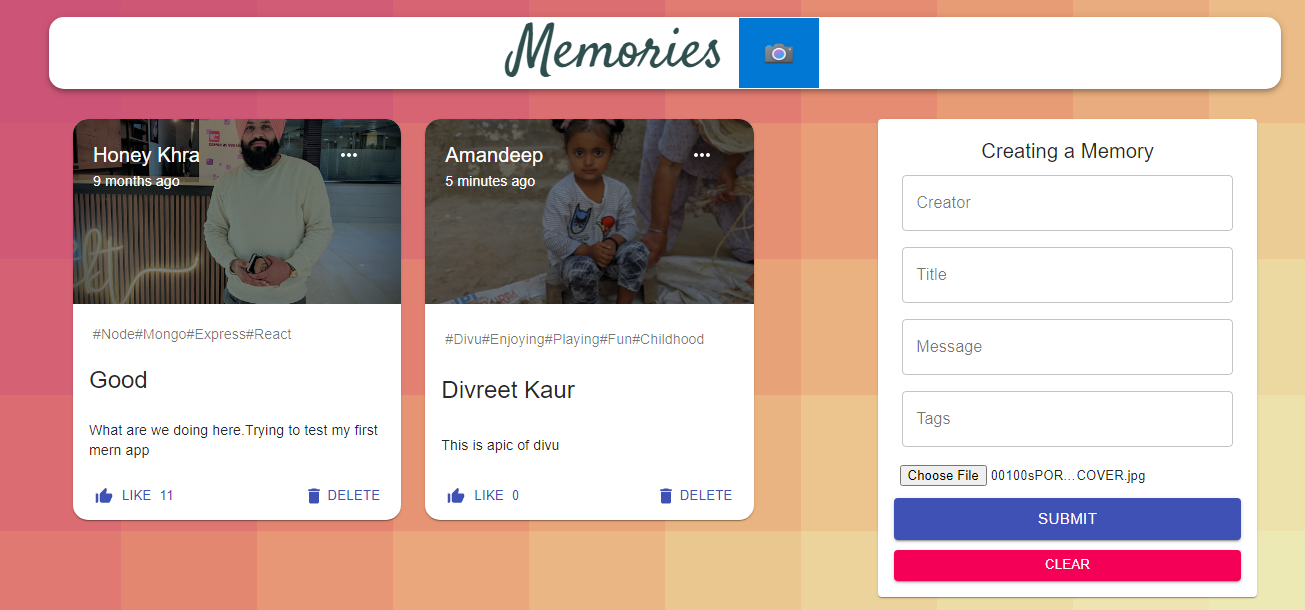 Memories
Honey Khra
9 months ago
#Node#Mongo#Express#React
Good
What are we doing here.Trying to test my first
mern app
LIKE 11
DELETE
Amandeep
5 minutes ago
#Divu#Enjoying#Playing#Fun#Childhood
Divreet Kaur
This is apic of divu
LIKE 0
DELETE
Creating a Memory
Creator
Title
Message
Tags
Choose File 00100sPOR...COVER.jpg
SUBMIT
CLEAR